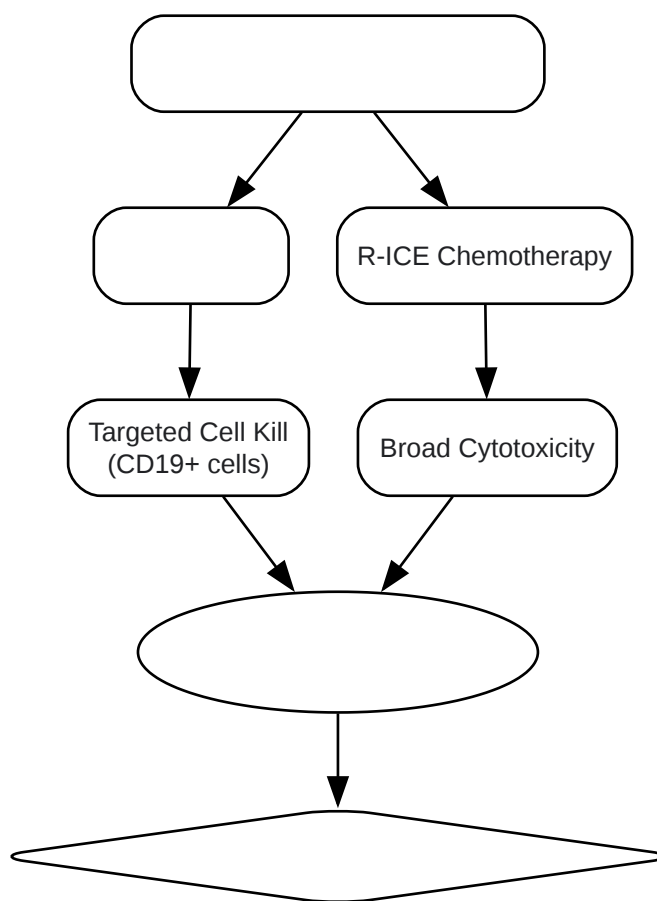 R-ICE Chemotherapy
Targeted Cell Kill
(CD19+ cells)
Broad Cytotoxicity